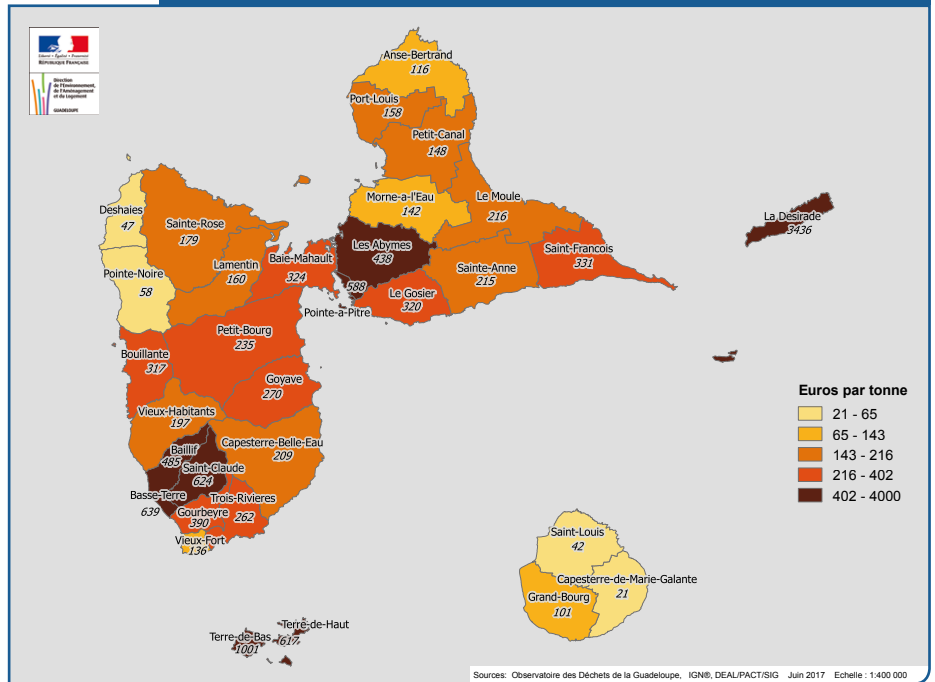 Liberté • Égalité • Fraternité
RÉPUBLIQUE FRANÇAISE
Direction
de l'Environnement,
de l'Aménagement
et du Logement
GUADELOUPE
Anse-Bertrand
116
Port-Louis
158
Petit-Canal
148
Morne-a-l'Eau
142
Le Moule
216
La Desirade
3436
Deshaies
47
Sainte-Rose
179
Les Abymes
438
Saint-Francois
331
Lamentin
160
Baie-Mahault
324
Sainte-Anne
215
Pointe-Noire
58
588
Le Gosier
320
Pointe-a-Pitre
Petit-Bourg
235
Bouillante
317
Goyave
270
Euros par tonne
21 - 65
65 - 143
143 - 216
216 - 402
402 - 4000
Vieux-Habitants
197
Capesterre-Belle-Eau
209
Baillif
485
Saint-Claude
624
Basse-Terre
639
Trois-Rivieres
262
Gourbeyre
390
Vieux-Fort
136
Saint-Louis
42
Capesterre-de-Marie-Galante
21
Grand-Bourg
101
Terre-de-Haut
617
Terre-de-Bas
1001
Sources: Observatoire des Déchets de la Guadeloupe, IGN®, DEAL/PACT/SIG Juin 2017 Echelle : 1:400 000